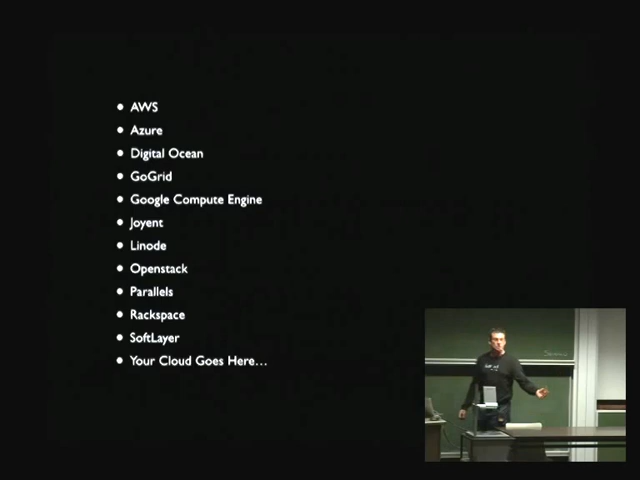 • AWS
• Azure
• Digital Ocean
• GoGrid
• Google Compute Engine
• Joyent
• Linode
• Openstack
• Parallels
• Rackspace
• SoftLayer
• Your Cloud Goes Here...